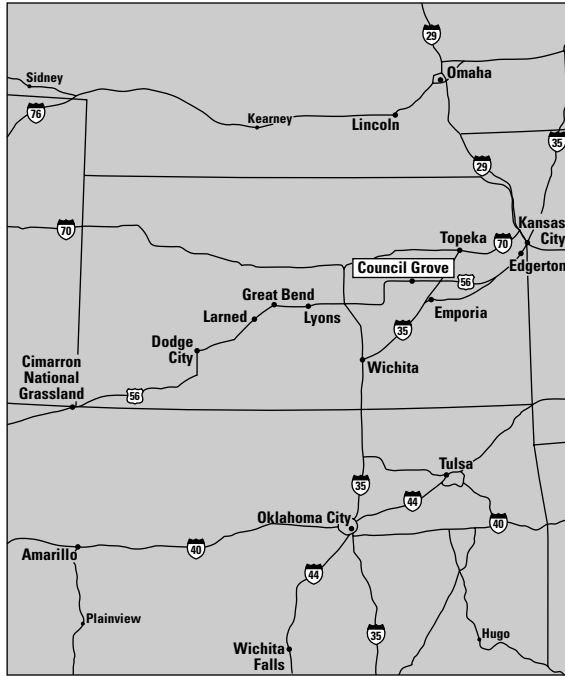 29
Omaha
Sidney
76
Kearney
Lincoln
35
29
70
Topeka
70
Kansas
City
Council Grove
56
Edgerton
Great Bend
Larned
Lyons
Emporia
35
Dodge
City
Wichita
Cimarron
National
Grassland
56
Tulsa
35
44
Oklahoma City
40
Amarillo
40
44
Plainview
35
Hugo
Wichita
Falls